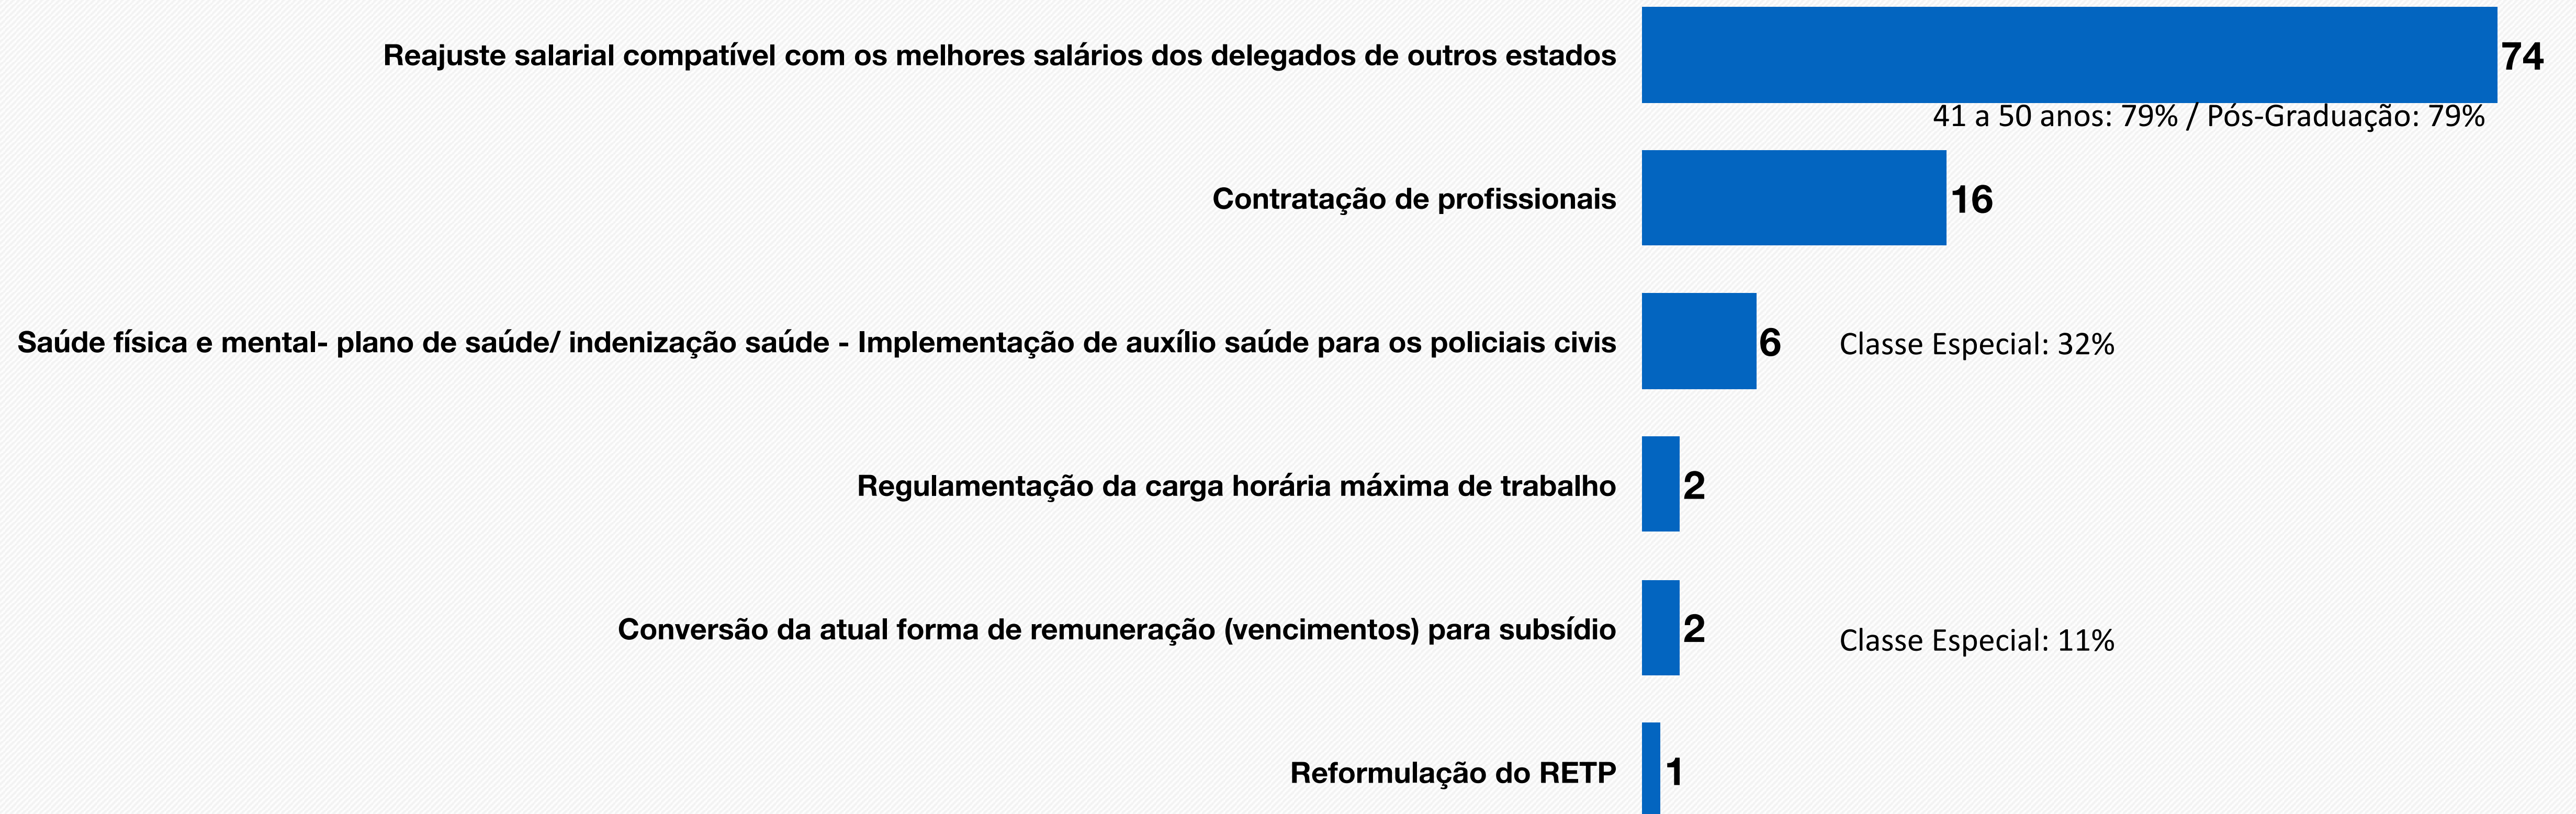 Reajuste salarial compatível com os melhores salários dos delegados de outros estados 74
41 a 50 anos: 79% / Pós-Graduação: 79%
Contratação de profissionais 16
Saúde física e mental- plano de saúde/ indenização saúde - Implementação de auxílio saúde para os policiais civis 6 Classe Especial: 32%
Regulamentação da carga horária máxima de trabalho 2
Conversão da atual forma de remuneração (vencimentos) para subsídio 2 Classe Especial: 11%
Reformulação do RETP 1